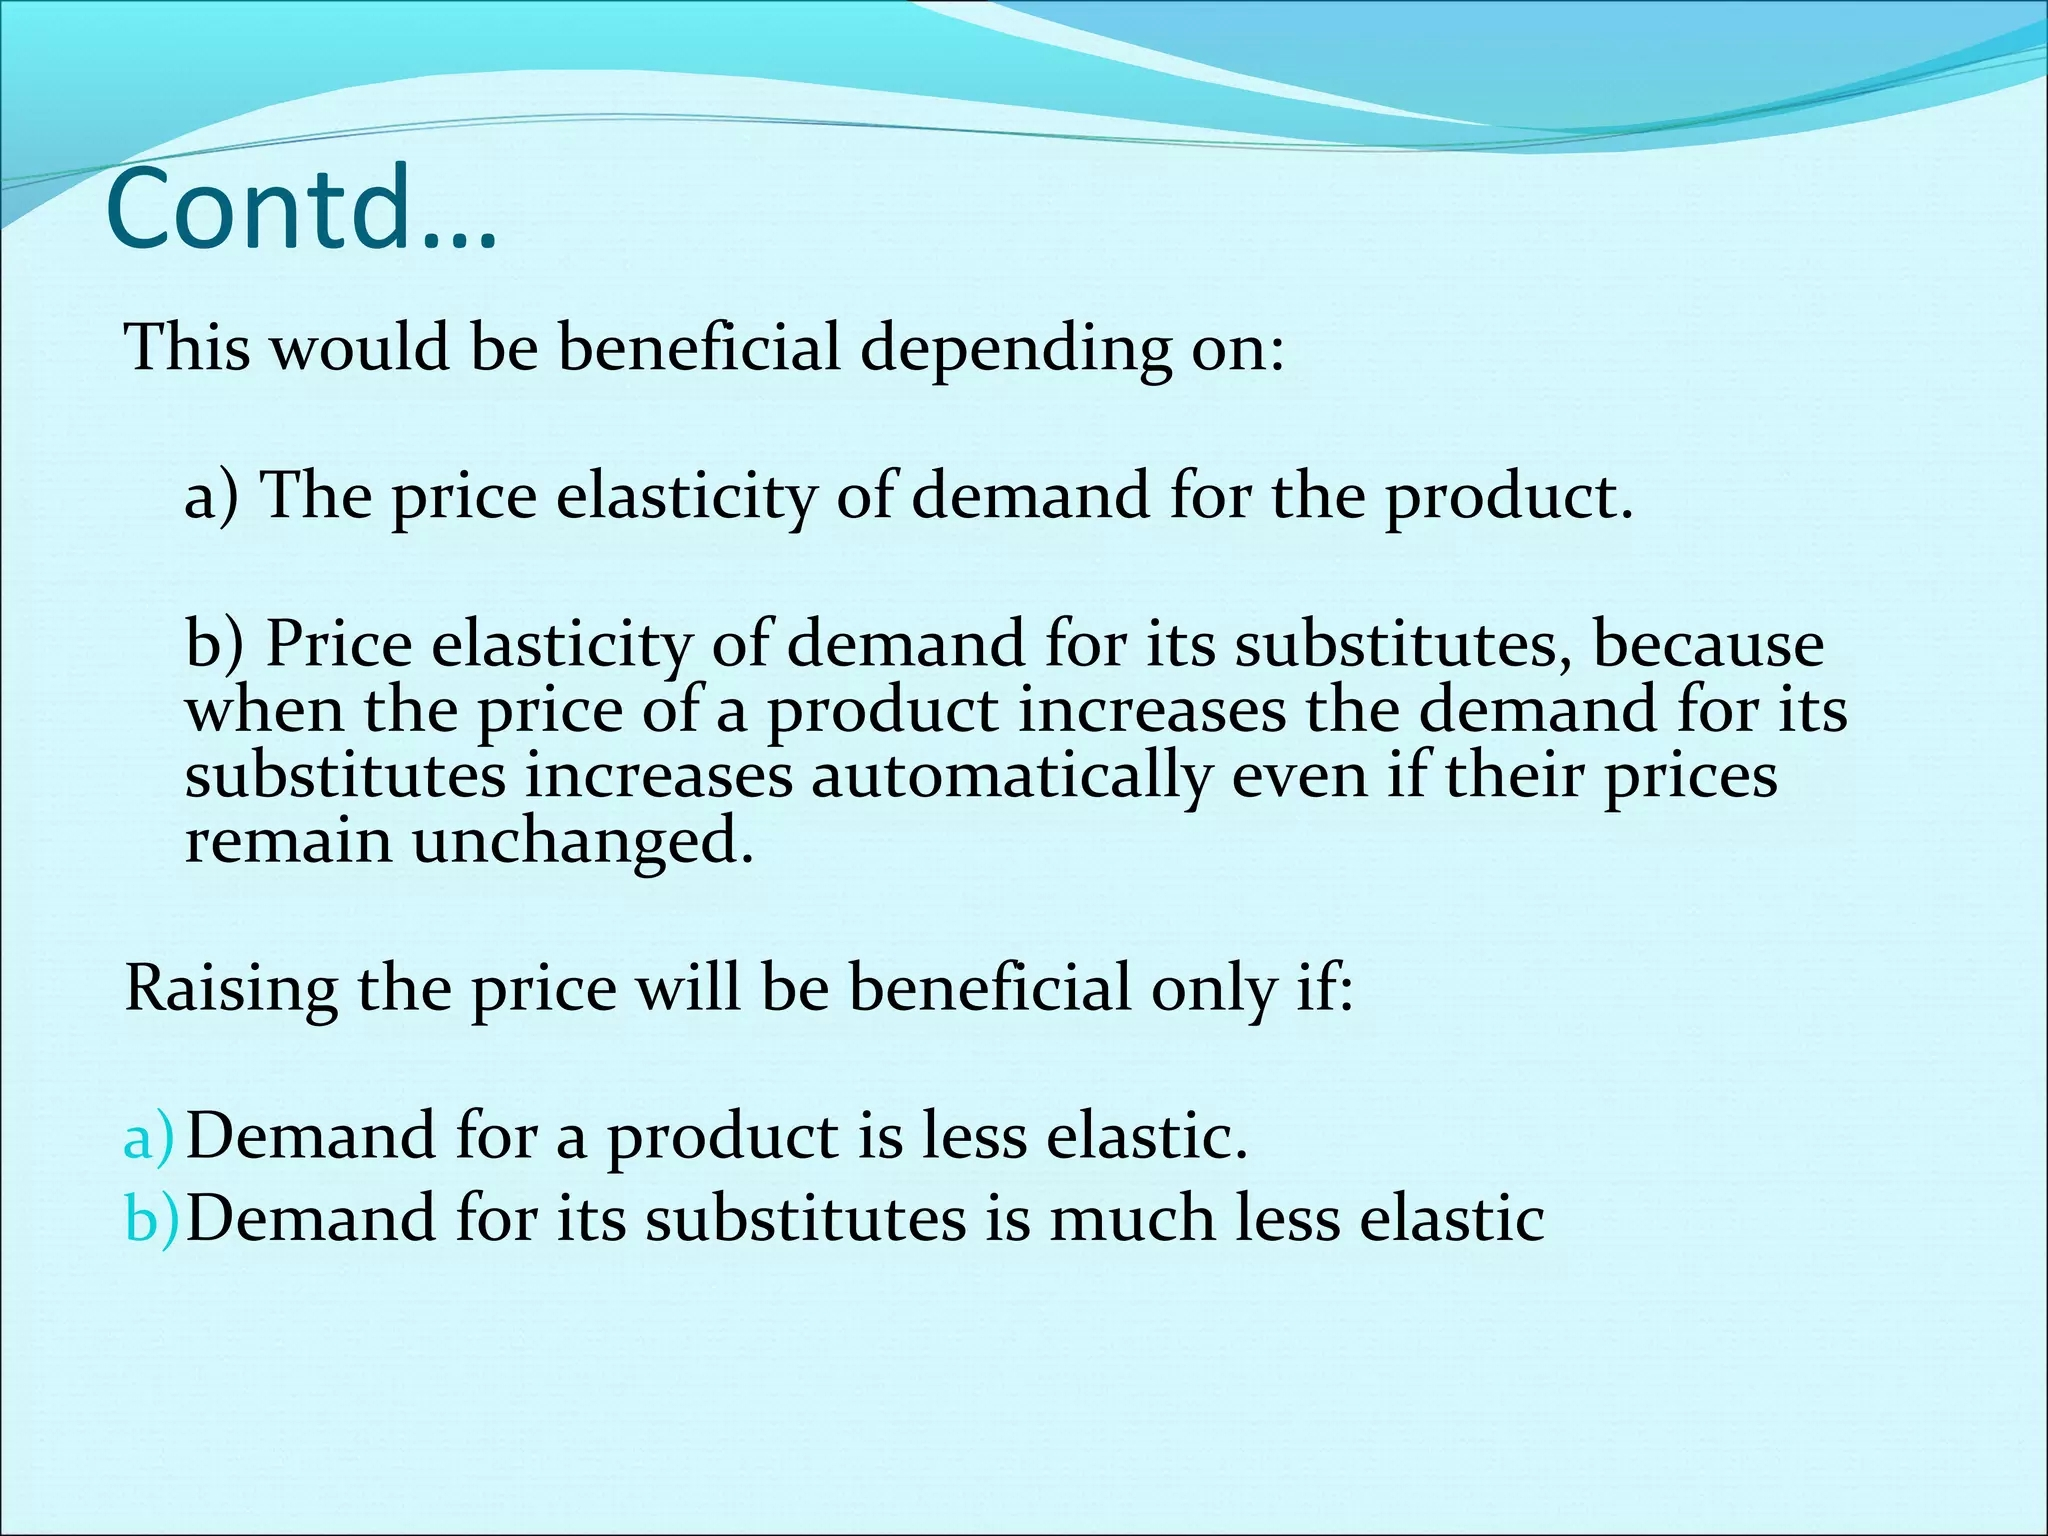 Contd…
This would be beneficial depending on:
a) The price elasticity of demand for the product.
b) Price elasticity of demand for its substitutes, because
when the price of a product increases the demand for its
substitutes increases automatically even if their prices
remain unchanged.
Raising the price will be beneficial only if:
a)Demand for a product is less elastic.
b)Demand for its substitutes is much less elastic